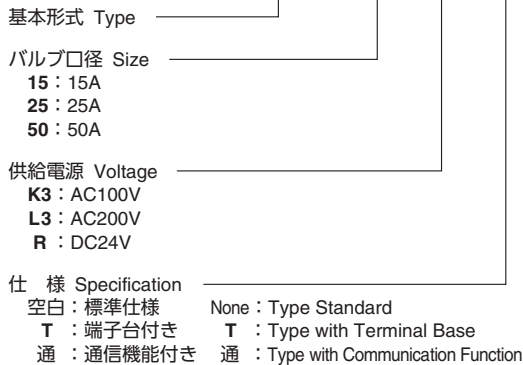 基本形式 Type
バルブ口径 Size
15：15A
25：25A
50：50A
供給電源 Voltage
K3：AC100V
L3：AC200V
R：DC24V
仕　様 Specification
空白：標準仕様　None：Type Standard
T：端子台付き　T：Type with Terminal Base
通：通信機能付き　通：Type with Communication Function